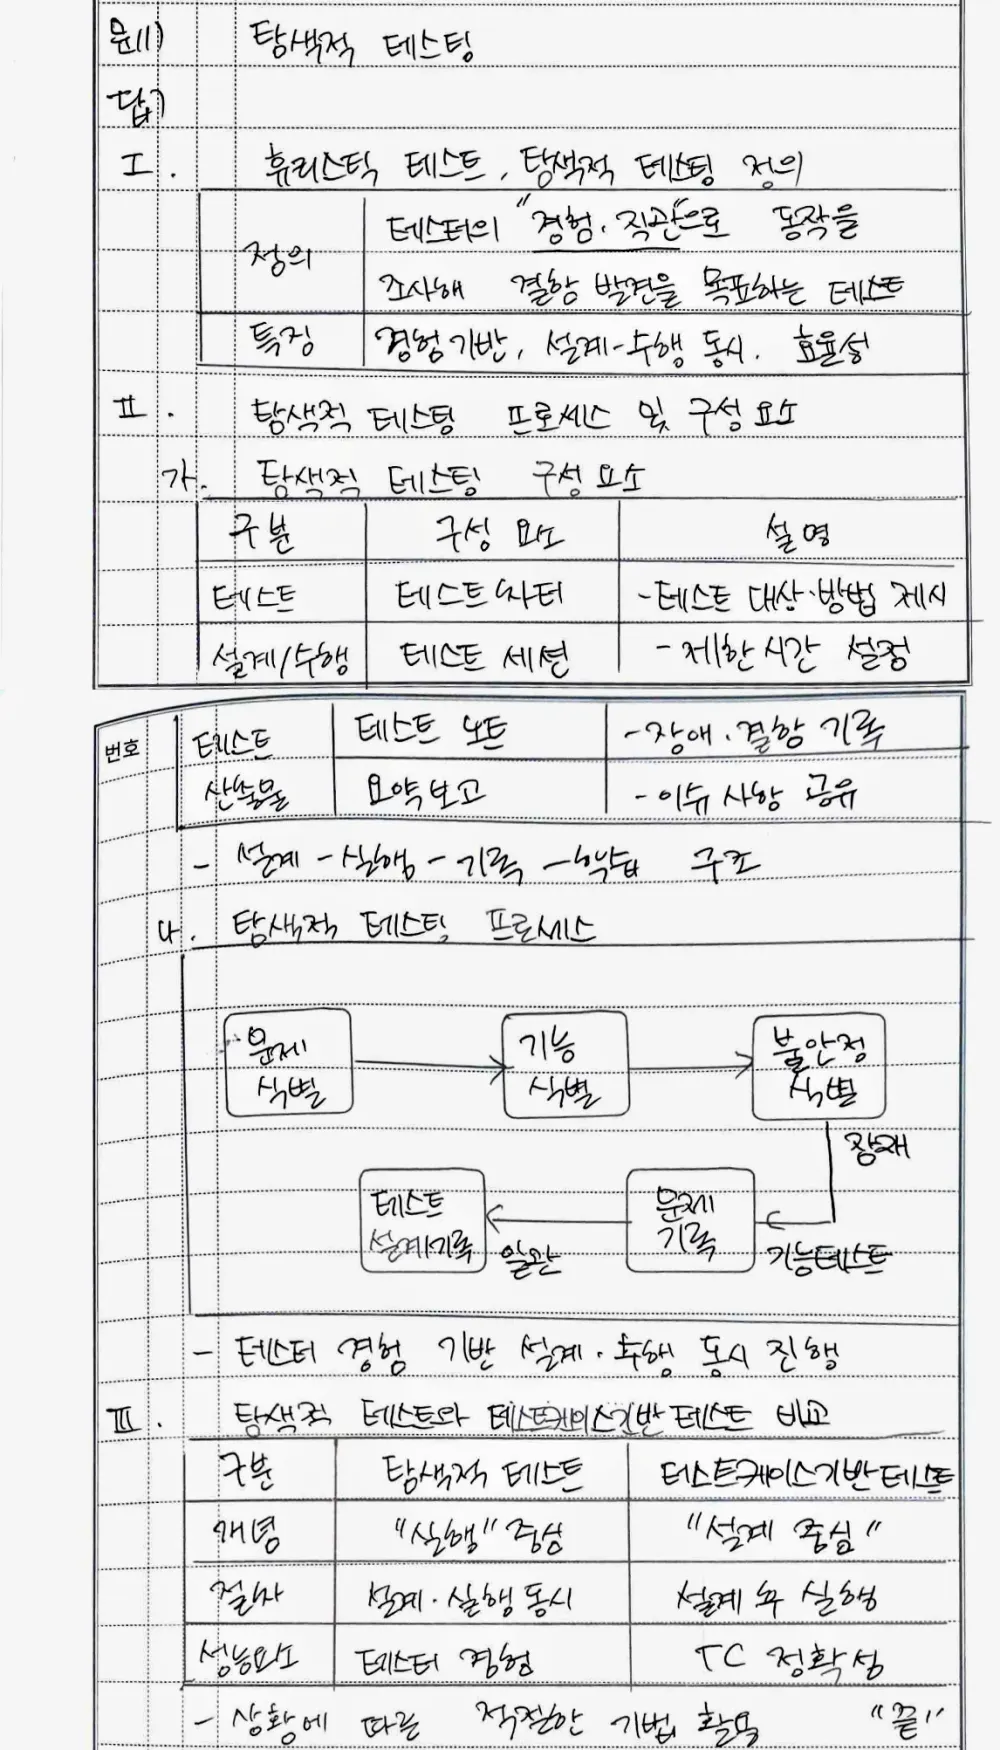 문11) 탐색적 테스팅
답)
I. 휴리스틱 테스트, 탐색적 테스팅 정의
정의 테스터의 "경험·직관"으로 동작을
조사해 결함 발견을 목표하는 테스트
특징 경험기반, 설계-수행 동시, 효율성
II. 탐색적 테스팅 프로세스 및 구성요소
가. 탐색적 테스팅 구성요소
구분 구성 요소 설명
테스트 테스트 차터 -테스트 대상·방법 제시
설계/수행 테스트 세션 -제한시간 설정
번호 테스트 테스트 노트 -장애·결함 기록
산출물 요약보고 -이슈사항 공유
- 설계-실행-기록-학습 구조
나. 탐색적 테스팅 프로세스
문제
식별
기능
식별
불안정
식별
잠재
기능테스트
문제
기록
일관
테스트
설계/기록
- 테스터 경험 기반 설계·수행 동시 진행
III. 탐색적 테스트와 테스트케이스기반테스트 비교
구분 탐색적 테스트 테스트케이스기반테스트
개념 "실행" 중심 "설계 중심"
절차 설계·실행 동시 설계 후 실행
성능요소 테스터 경험 TC 정확성
- 상황에 따른 적절한 기법 활용 "끝"